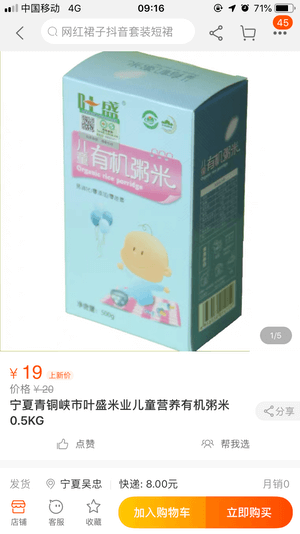 中国移动 4G 09:16 71%
网红裙子抖音套装短裙
45
叶盛
儿童有机粥米
Organic rice porridge
1/5
¥19 上新价
价格 ¥20
宁夏青铜峡市叶盛米业儿童营养有机粥米
0.5KG
分享
点赞 帮我选
发货 宁夏吴忠 快递: 8.00元 月销0
店铺 客服 收藏 加入购物车 立即购买